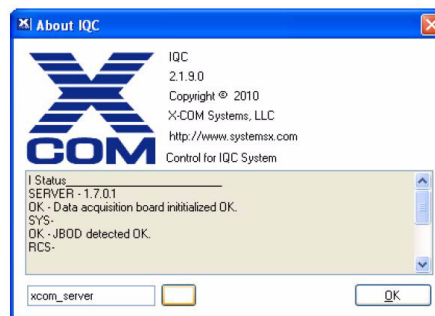 About IQC
X
COM
IQC
2.1.9.0
Copyright © 2010
X-COM Systems, LLC
http://www.systemsx.com
Control for IQC System
I Status
SERVER - 1.7.0.1
OK - Data acquisition board inititialized OK.
SYS-
OK - JBOD detected OK.
RCS-
xcom_server
OK